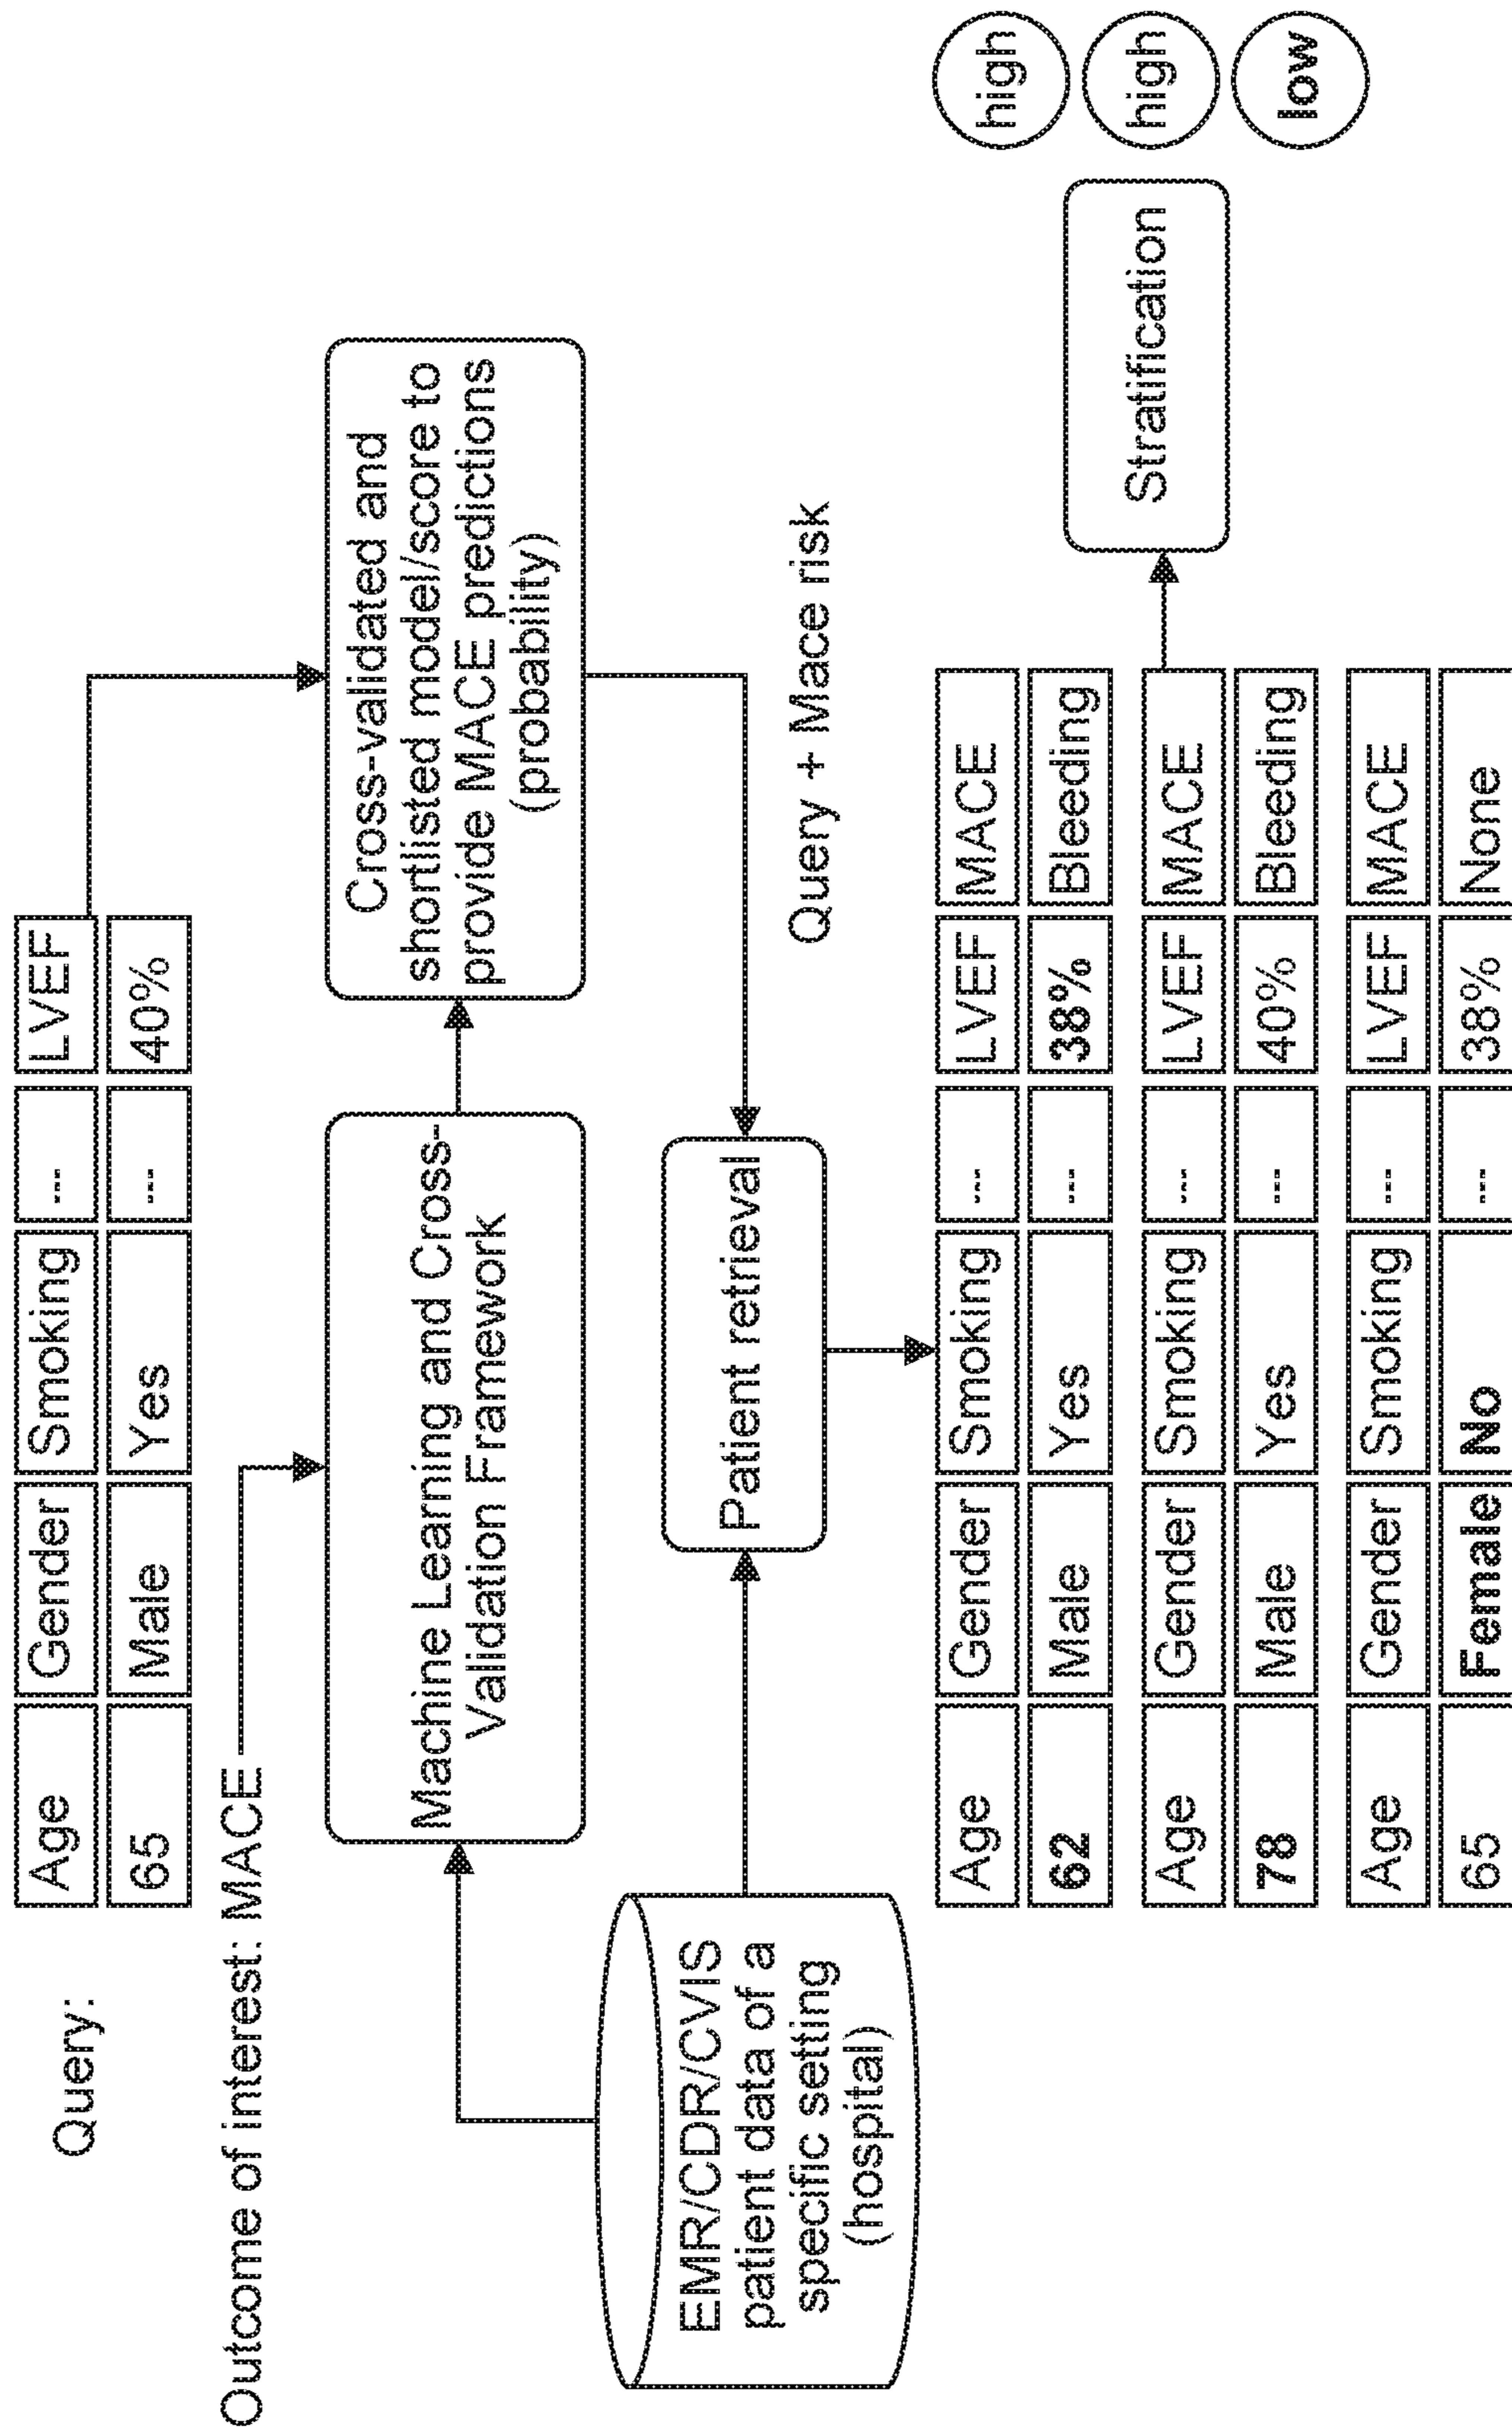 Query:
Age Gender Smoking ... LVEF
65 Male Yes ... 40%
Outcome of interest: MACE
Machine Learning and Cross-
Validation Framework
Cross-validated and
shortlisted model/score to
provide MACE predictions
(probability)
EMR/CDR/CVIS
patient data of a
specific setting
(hospital)
Patient retrieval
Query + Mace risk
Age Gender Smoking ... LVEF MACE
62 Male Yes ... 38% Bleeding
Age Gender Smoking ... LVEF MACE
78 Male Yes ... 40% Bleeding
Age Gender Smoking ... LVEF MACE
65 Female No ... 38% None
Stratification
high
high
low